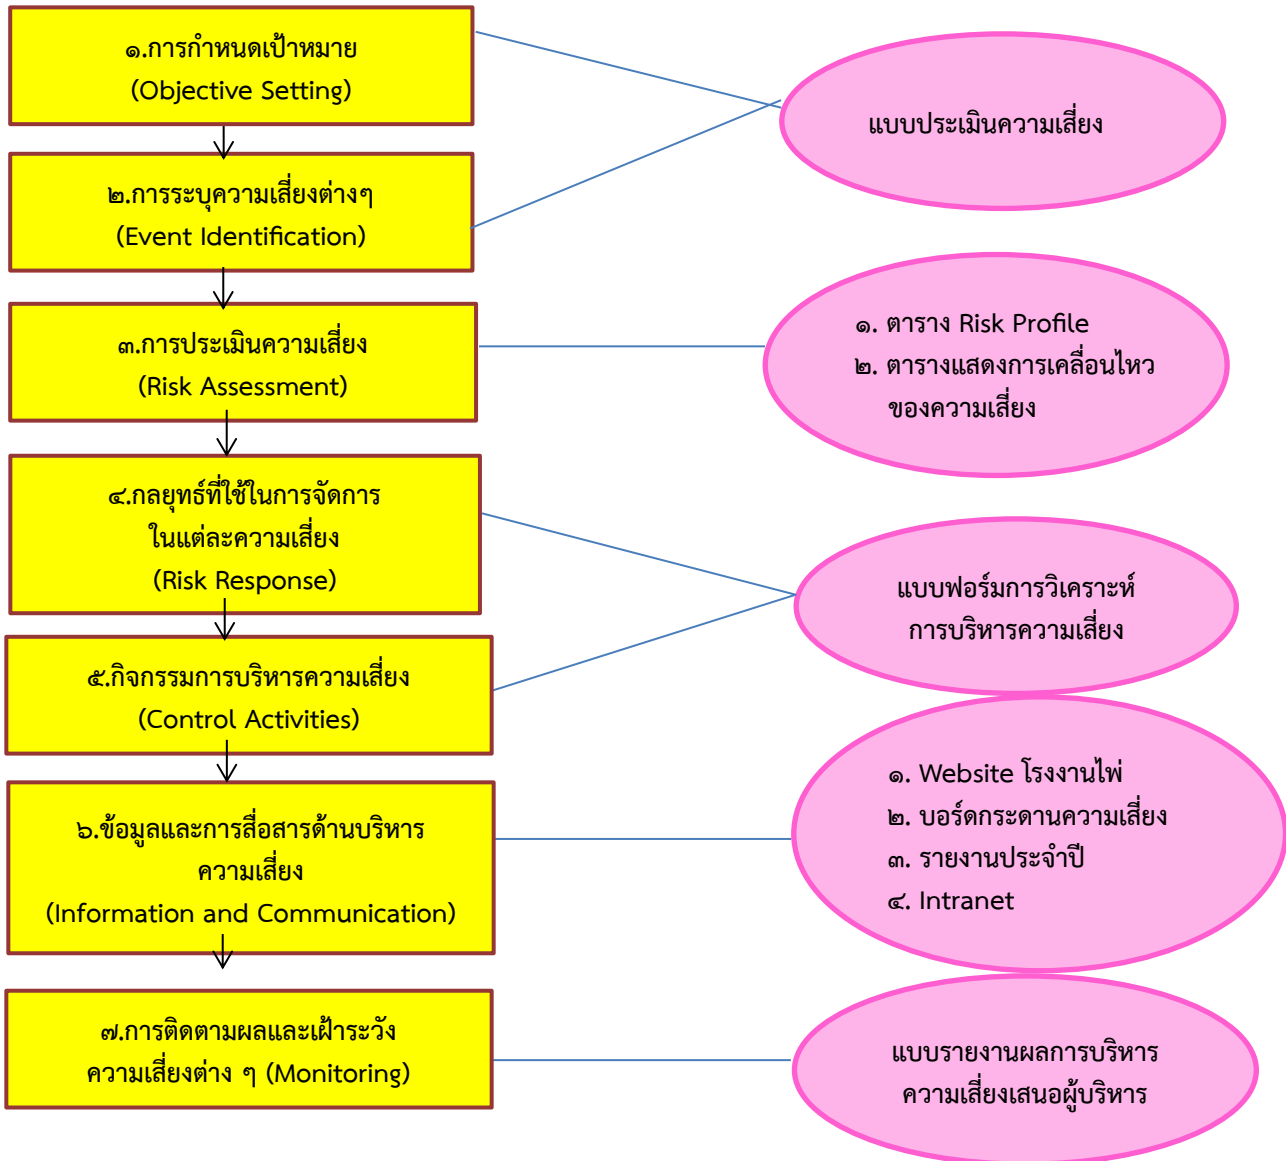 ๑.การกำหนดเป้าหมาย
(Objective Setting)
แบบประเมินความเสี่ยง
๒.การระบุความเสี่ยงต่างๆ
(Event Identification)
๓.การประเมินความเสี่ยง
(Risk Assessment)
๑. ตาราง Risk Profile
๒. ตารางแสดงการเคลื่อนไหว
ของความเสี่ยง
๔.กลยุทธ์ที่ใช้ในการจัดการ
ในแต่ละความเสี่ยง
(Risk Response)
แบบฟอร์มการวิเคราะห์
การบริหารความเสี่ยง
๕.กิจกรรมการบริหารความเสี่ยง
(Control Activities)
๖.ข้อมูลและการสื่อสารด้านบริหาร
ความเสี่ยง
(Information and Communication)
๑. Website โรงงานไพ่
๒. บอร์ดกระดานความเสี่ยง
๓. รายงานประจำปี
๔. Intranet
๗.การติดตามผลและเฝ้าระวัง
ความเสี่ยงต่าง ๆ (Monitoring)
แบบรายงานผลการบริหาร
ความเสี่ยงเสนอผู้บริหาร